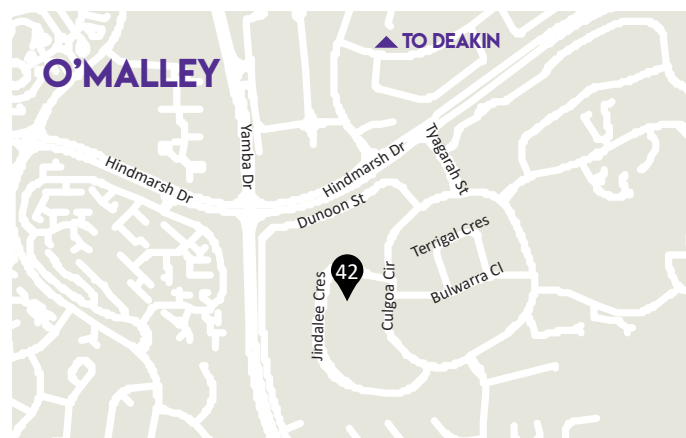 TO DEAKIN
O'MALLEY
Yamba Dr
Tyagarah St
Hindmarsh Dr
Hindmarsh Dr
Dunoon St
Terrigal Cres
42
Culgoa Cir
Bulwarra Cl
Jindalee Cres